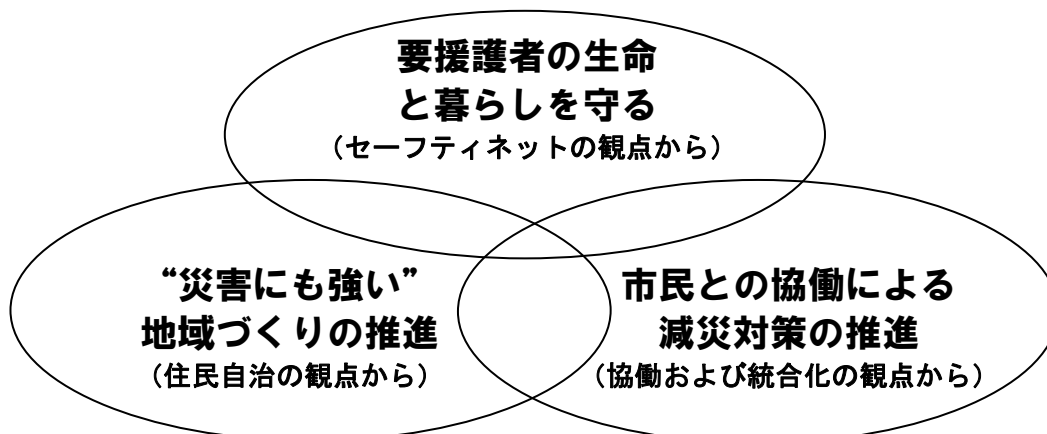 要援護者の生命
と暮らしを守る
（セーフティネットの観点から）
“災害にも強い”
地域づくりの推進
（住民自治の観点から）
市民との協働による
減災対策の推進
（協働および統合化の観点から）